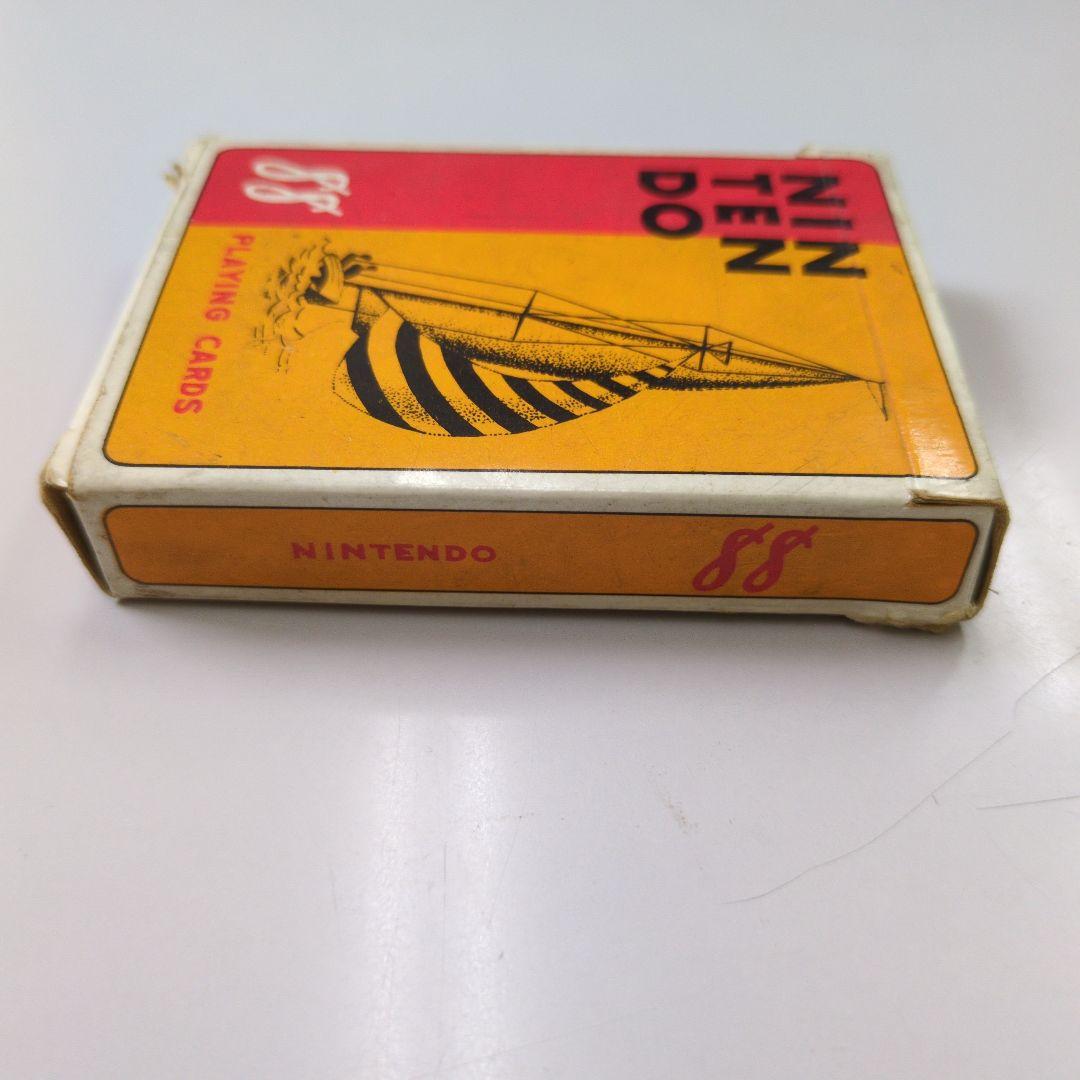 NIN
TEN
DO
88
PLAYING CARDS
NINTENDO
88